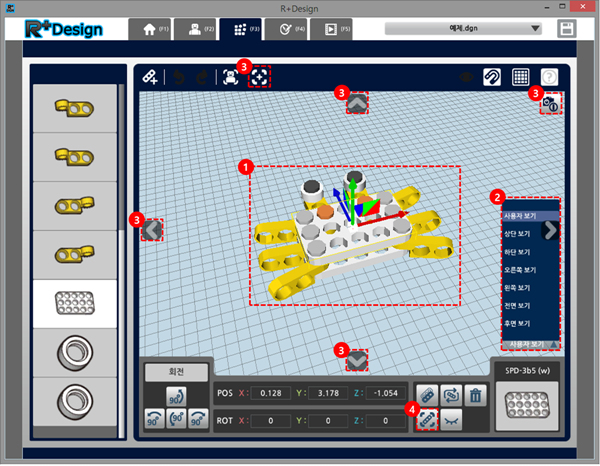 R+Design
R+Design
(F1)
(F2)
(F3)
(F4)
(F5)
예제.dgn
3
3
3
1
2
사용자 보기
상단 보기
하단 보기
오른쪽 보기
왼쪽 보기
전면 보기
후면 보기
사용자 보기
3
3
회전
POS X: 0.128 Y: 3.178 Z: -1.054
ROT X: 0 Y: 0 Z: 0
90°
90°
90°
90°
4
SPD-3b5 (w)